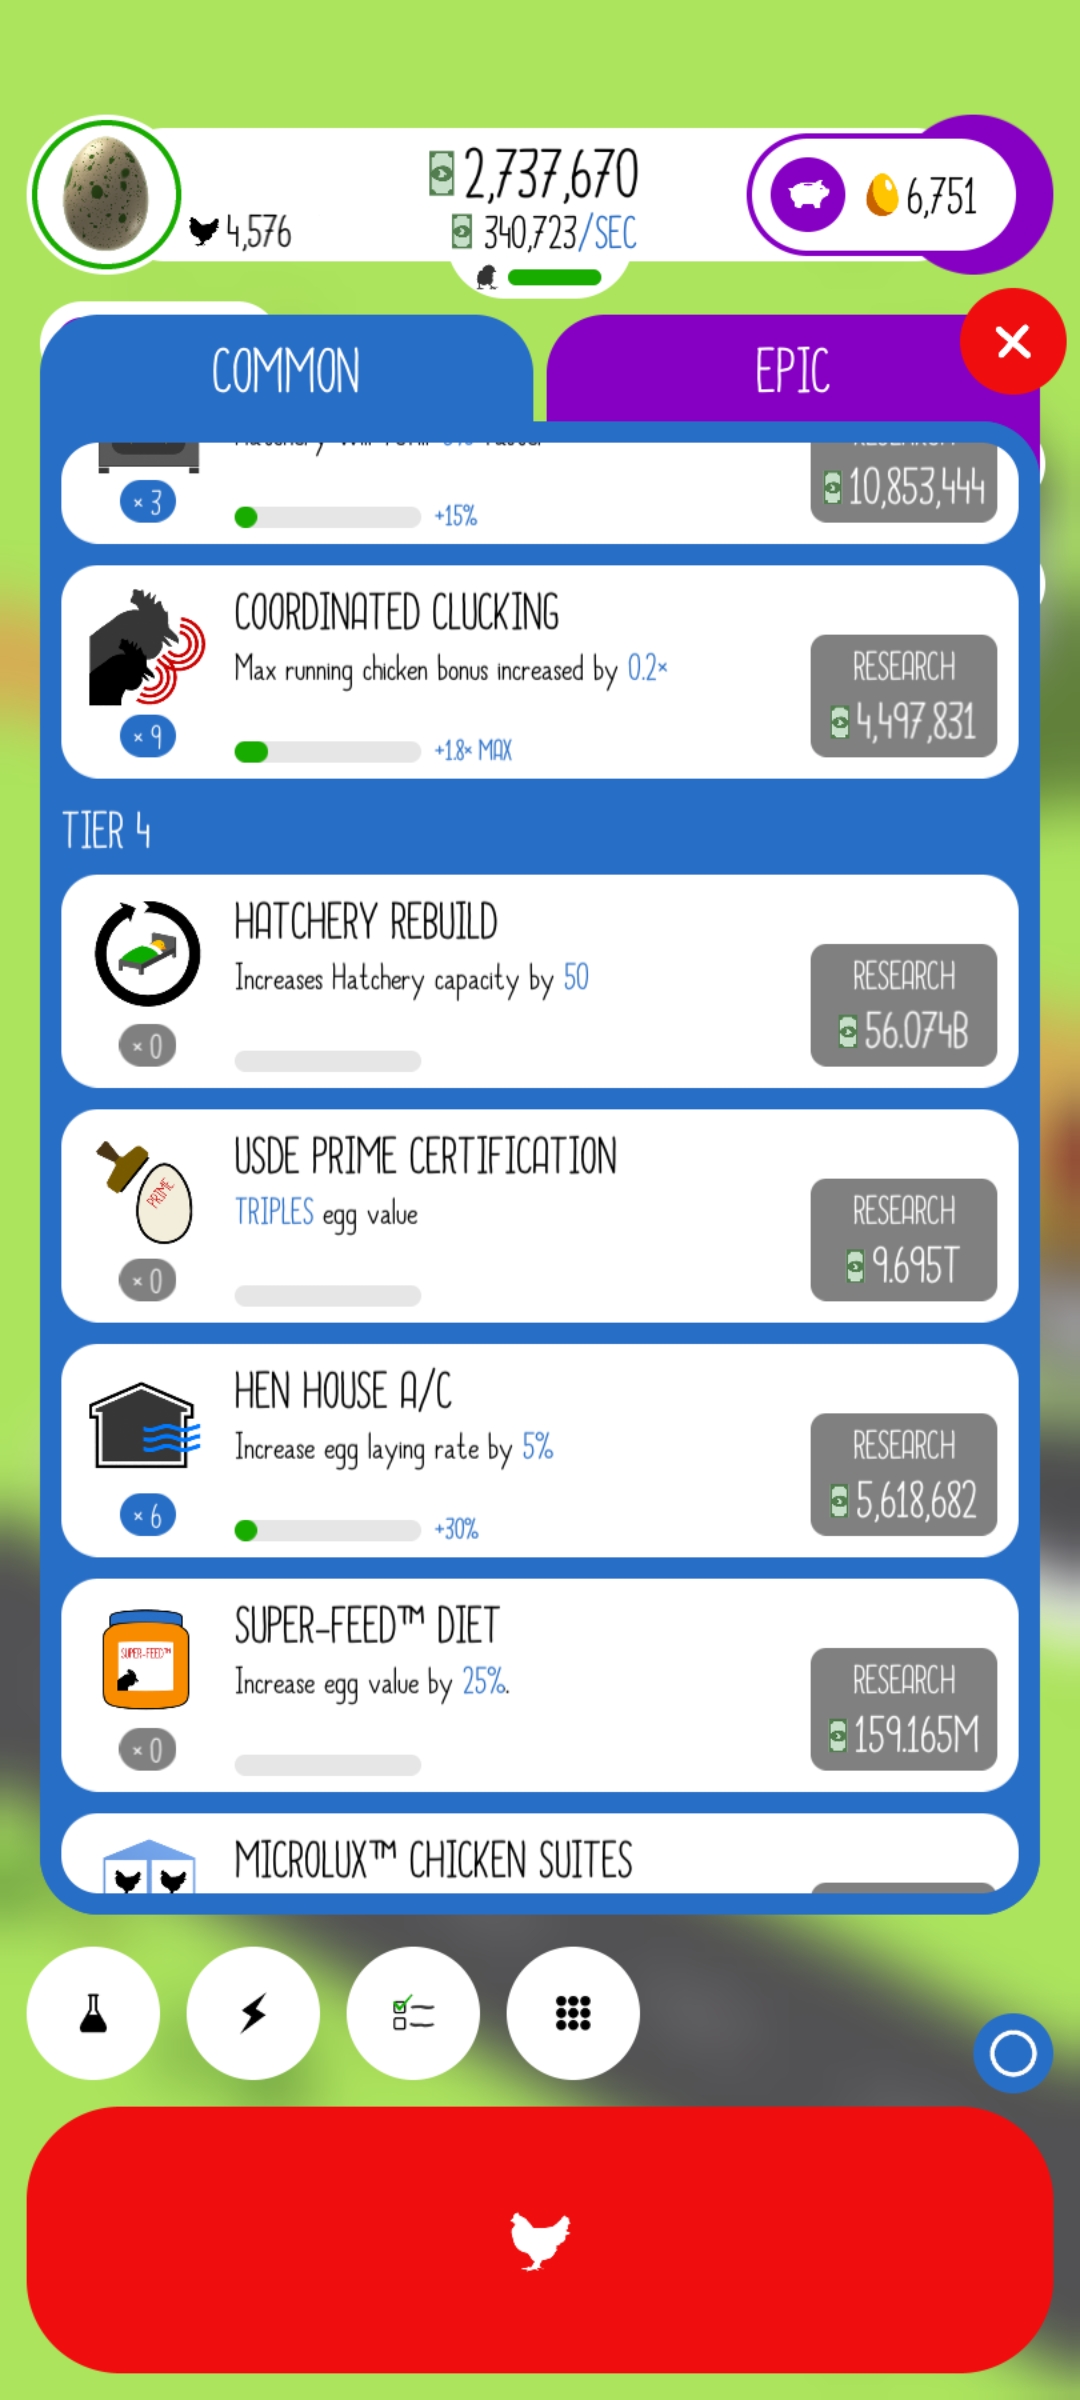 2,737,670
4,576
340,723/SEC
6,751
COMMON
EPIC
10,853,444
× 3
+15%
COORDINATED CLUCKING
Max running chicken bonus increased by 0.2×
RESEARCH
4,497,831
× 9
+1.8× MAX
TIER 4
HATCHERY REBUILD
Increases Hatchery capacity by 50
RESEARCH
56.074B
× 0
USDE PRIME CERTIFICATION
PRIME
TRIPLES egg value
RESEARCH
9.695T
× 0
HEN HOUSE A/C
Increase egg laying rate by 5%
RESEARCH
5,618,682
× 6
+30%
SUPER-FEED™ DIET
SUPER-FEED™
Increase egg value by 25%.
RESEARCH
159.165M
× 0
MICROLUX™ CHICKEN SUITES